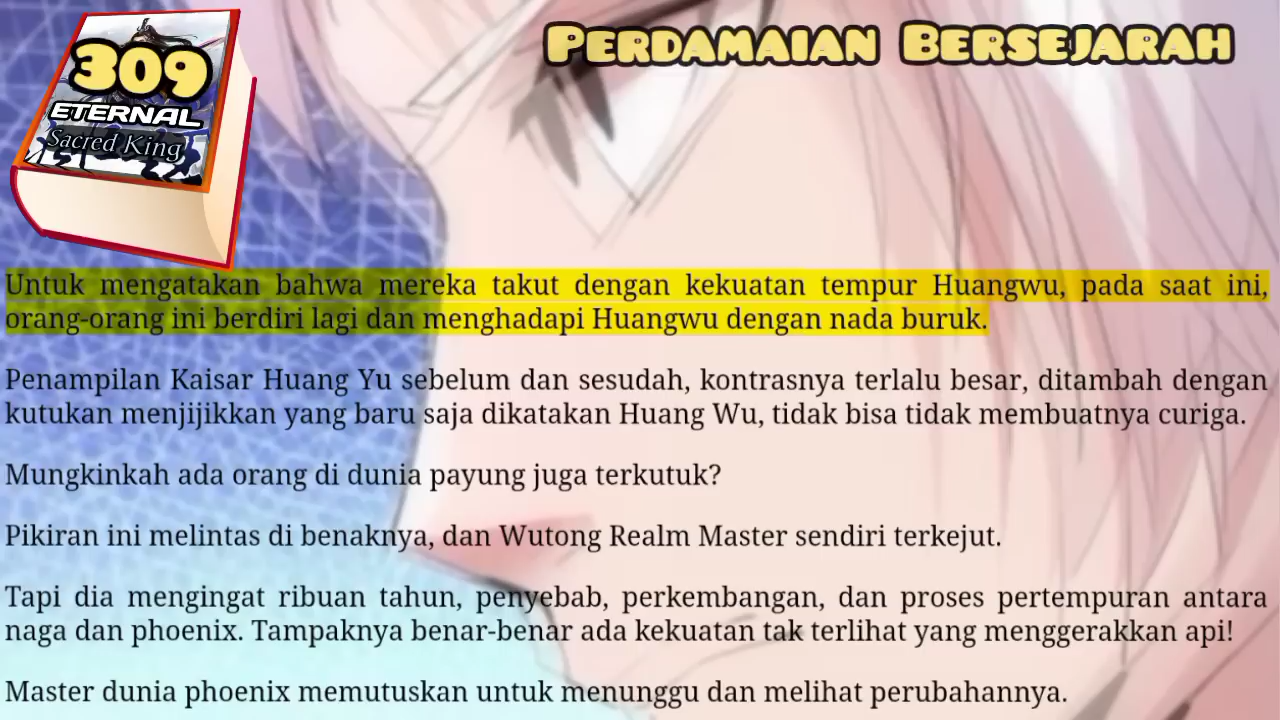 309
ETERNAL
Sacred King
PERDAMAIAN BERSEJARAH
Untuk mengatakan bahwa mereka takut dengan kekuatan tempur Huangwu, pada saat ini,
orang-orang ini berdiri lagi dan menghadapi Huangwu dengan nada buruk.
Penampilan Kaisar Huang Yu sebelum dan sesudah, kontrasnya terlalu besar, ditambah dengan
kutukan menjijikkan yang baru saja dikatakan Huang Wu, tidak bisa tidak membuatnya curiga.
Mungkinkah ada orang di dunia payung juga terkutuk?
Pikiran ini melintas di benaknya, dan Wutong Realm Master sendiri terkejut.
Tapi dia mengingat ribuan tahun, penyebab, perkembangan, dan proses pertempuran antara
naga dan phoenix. Tampaknya benar-benar ada kekuatan tak terlihat yang menggerakkan api!
Master dunia phoenix memutuskan untuk menunggu dan melihat perubahannya.